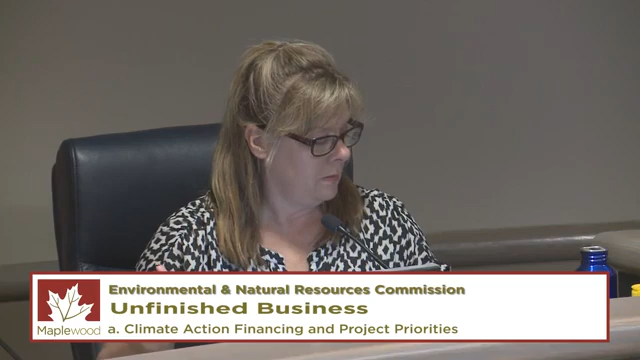 Environmental & Natural Resources Commission
Unfinished Business
a. Climate Action Financing and Project Priorities
Maplewood